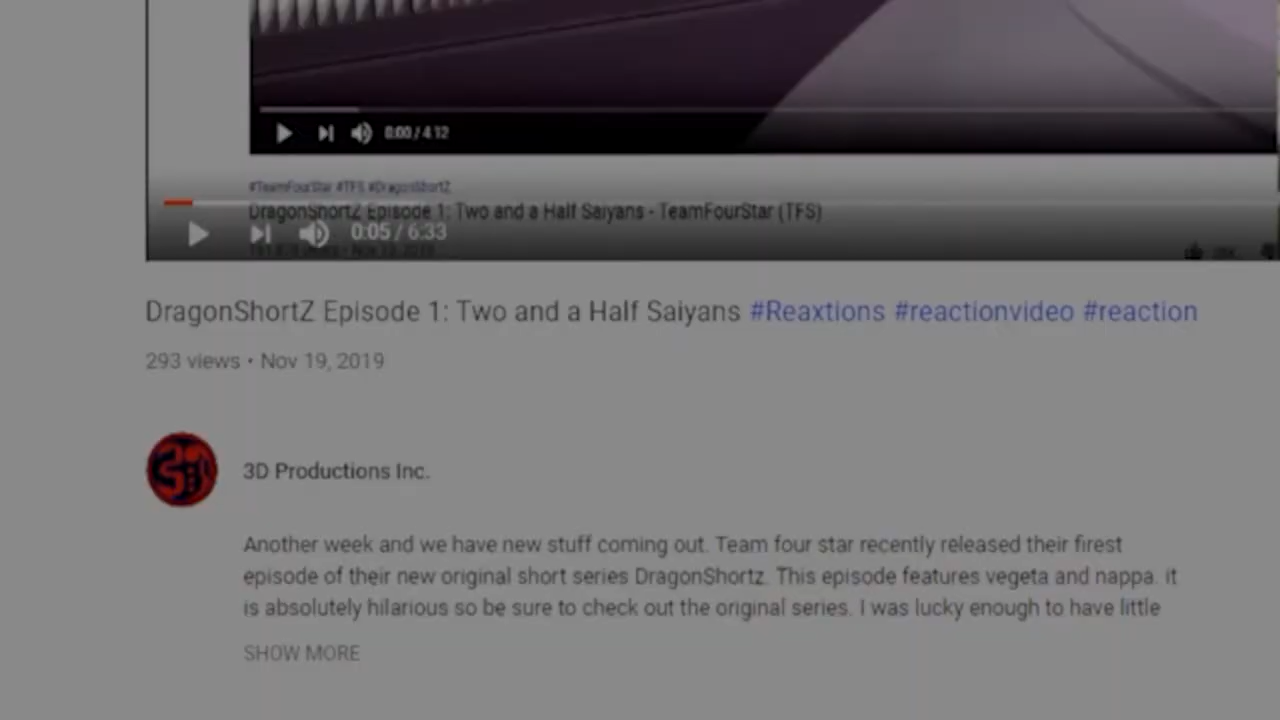 0:00 / 4:12
#TeamFourStar #TFS #DragonShortZ
DragonShortZ Episode 1: Two and a Half Saiyans - TeamFourStar (TFS)
0:05 / 6:33
DragonShortZ Episode 1: Two and a Half Saiyans #Reaxtions #reactionvideo #reaction
293 views • Nov 19, 2019
3D Productions Inc.
Another week and we have new stuff coming out. Team four star recently released their firest
episode of their new original short series DragonShortz. This episode features vegeta and nappa. it
is absolutely hilarious so be sure to check out the original series. I was lucky enough to have little
SHOW MORE